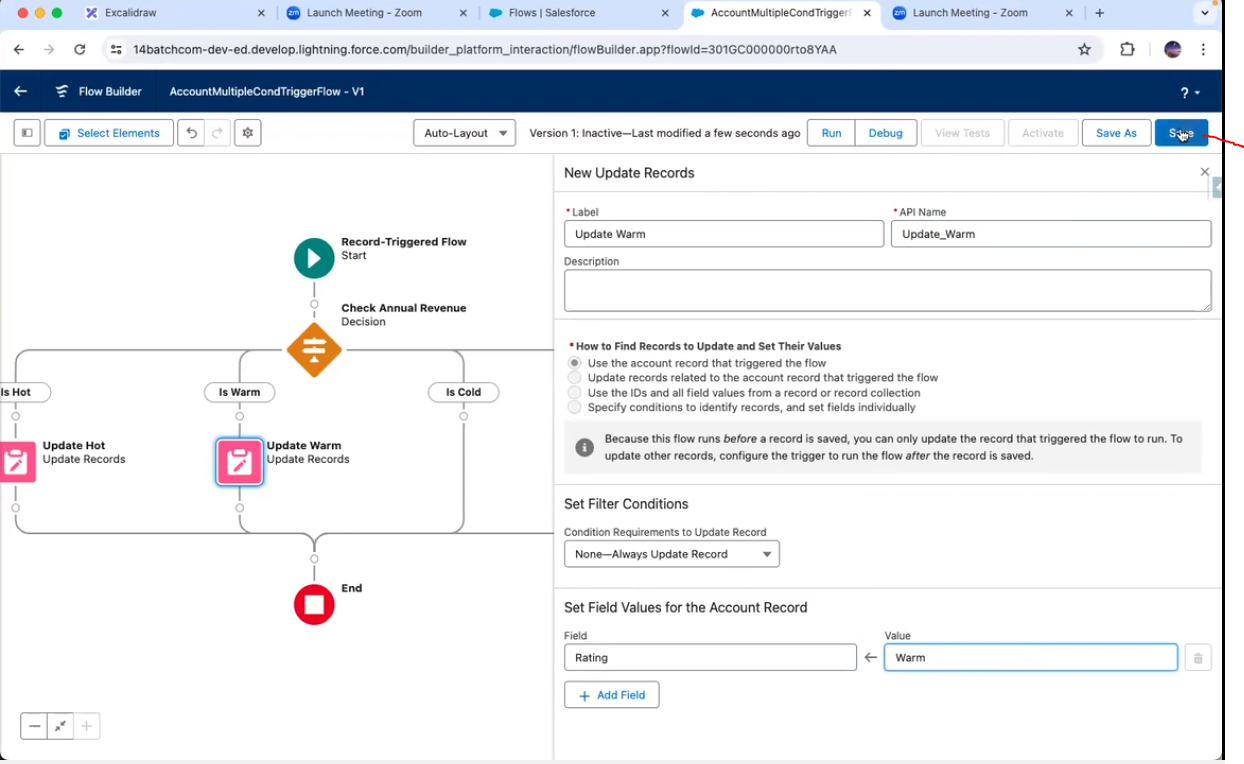 Excalidraw
Launch Meeting - Zoom
Flows | Salesforce
AccountMultipleCondTriggerF
Launch Meeting - Zoom
14batchcom-dev-ed.develop.lightning.force.com/builder_platform_interaction/flowBuilder.app?flowId=301GC000000rto8YAA
Flow Builder
AccountMultipleCondTriggerFlow - V1
?
Select Elements
Auto-Layout
Version 1: Inactive—Last modified a few seconds ago
Run
Debug
View Tests
Activate
Save As
Save
New Update Records
*Label
*API Name
Update Warm
Update_Warm
Description
*How to Find Records to Update and Set Their Values
Use the account record that triggered the flow
Update records related to the account record that triggered the flow
Use the IDs and all field values from a record or record collection
Specify conditions to identify records, and set fields individually
Because this flow runs before a record is saved, you can only update the record that triggered the flow to run. To
update other records, configure the trigger to run the flow after the record is saved.
Set Filter Conditions
Condition Requirements to Update Record
None—Always Update Record
Set Field Values for the Account Record
Field
Value
Rating
Warm
Add Field
Record-Triggered Flow
Start
Check Annual Revenue
Decision
Is Hot
Is Warm
Is Cold
Update Hot
Update Records
Update Warm
Update Records
End